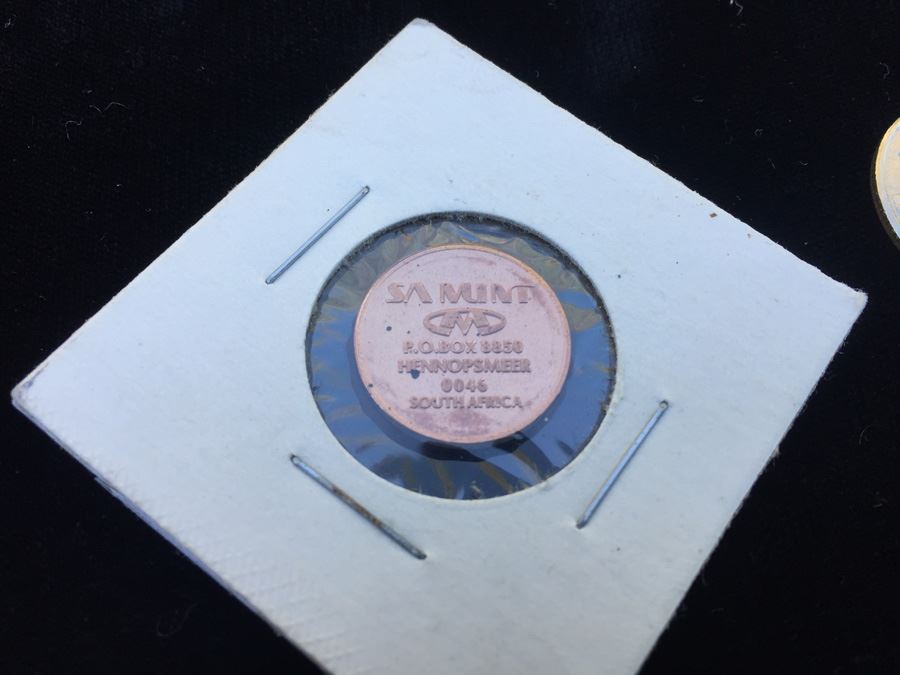 SA MINT
P.O.BOX 8850
HENNOPSMEER
0046
SOUTH AFRICA